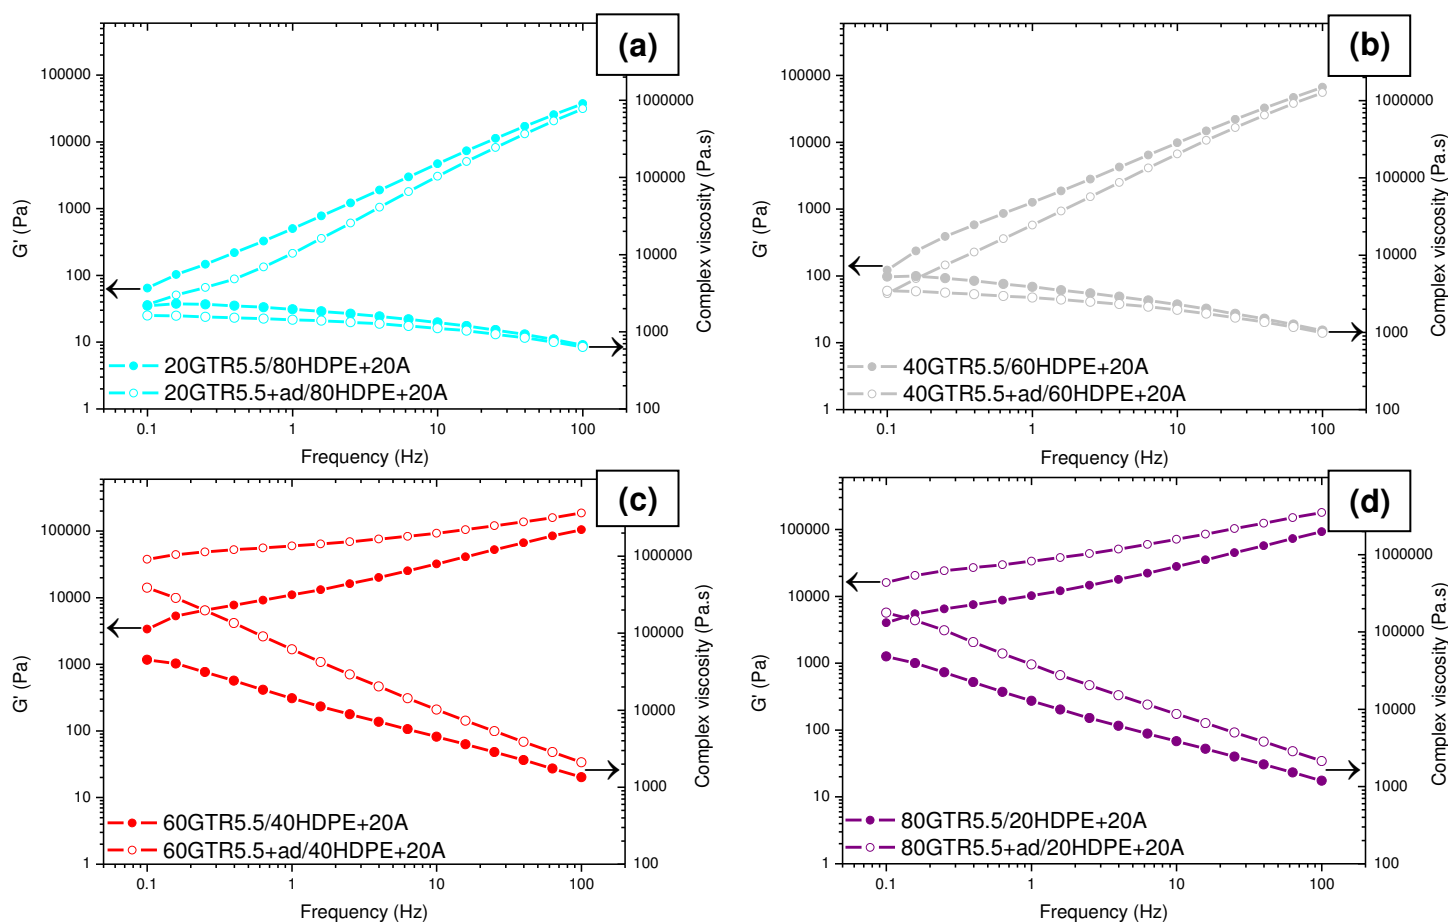 (a)
100000
10000
1000
100
10
1
G' (Pa)
1000000
100000
10000
1000
100
Complex viscosity (Pa.s)
20GTR5.5/80HDPE+20A
20GTR5.5+ad/80HDPE+20A
0.1 1 10 100
Frequency (Hz)
(b)
100000
10000
1000
100
10
1
G' (Pa)
1000000
100000
10000
1000
100
Complex viscosity (Pa.s)
40GTR5.5/60HDPE+20A
40GTR5.5+ad/60HDPE+20A
0.1 1 10 100
Frequency (Hz)
(c)
100000
10000
1000
100
10
1
G' (Pa)
1000000
100000
10000
1000
100
Complex viscosity (Pa.s)
60GTR5.5/40HDPE+20A
60GTR5.5+ad/40HDPE+20A
0.1 1 10 100
Frequency (Hz)
(d)
100000
10000
1000
100
10
1
G' (Pa)
1000000
100000
10000
1000
100
Complex viscosity (Pa.s)
80GTR5.5/20HDPE+20A
80GTR5.5+ad/20HDPE+20A
0.1 1 10 100
Frequency (Hz)